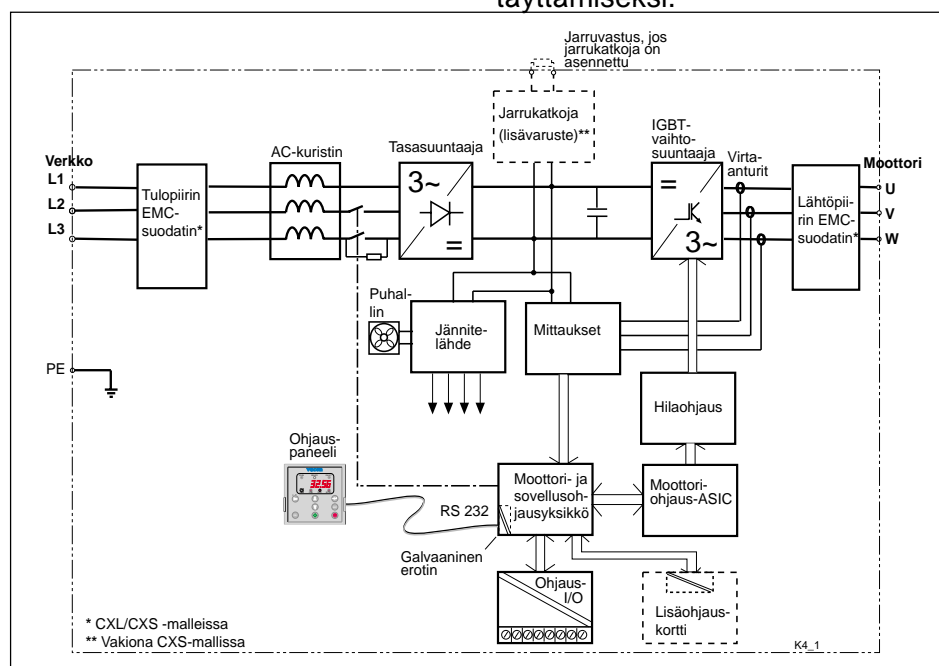 täyttämiseksi.
Jarruvastus, jos
jarrukatkoja on
asennettu
Jarrukatkoja
(lisävaruste)**
IGBT-
vaihto-
suuntaaja
Virta-
anturit
Verkko
AC-kuristin
Tasasuuntaaja
Moottori
L1
L2
L3
Tulopiirin
EMC-
suodatin*
3~
=
=
3~
Lähtöpii-
rin EMC-
suodatin*
U
V
W
Puhal-
lin
Jännite-
lähde
Mittaukset
PE
Hilaohjaus
Ohjaus-
paneeli
3256
RS 232
Moottori- ja
sovellusoh-
jausyksikkö
Moottori-
ohjaus-ASIC
Galvaaninen
erotin
Ohjaus-
I/O
Lisäohjaus-
kortti
* CXL/CXS -malleissa
** Vakiona CXS-mallissa
K4_1